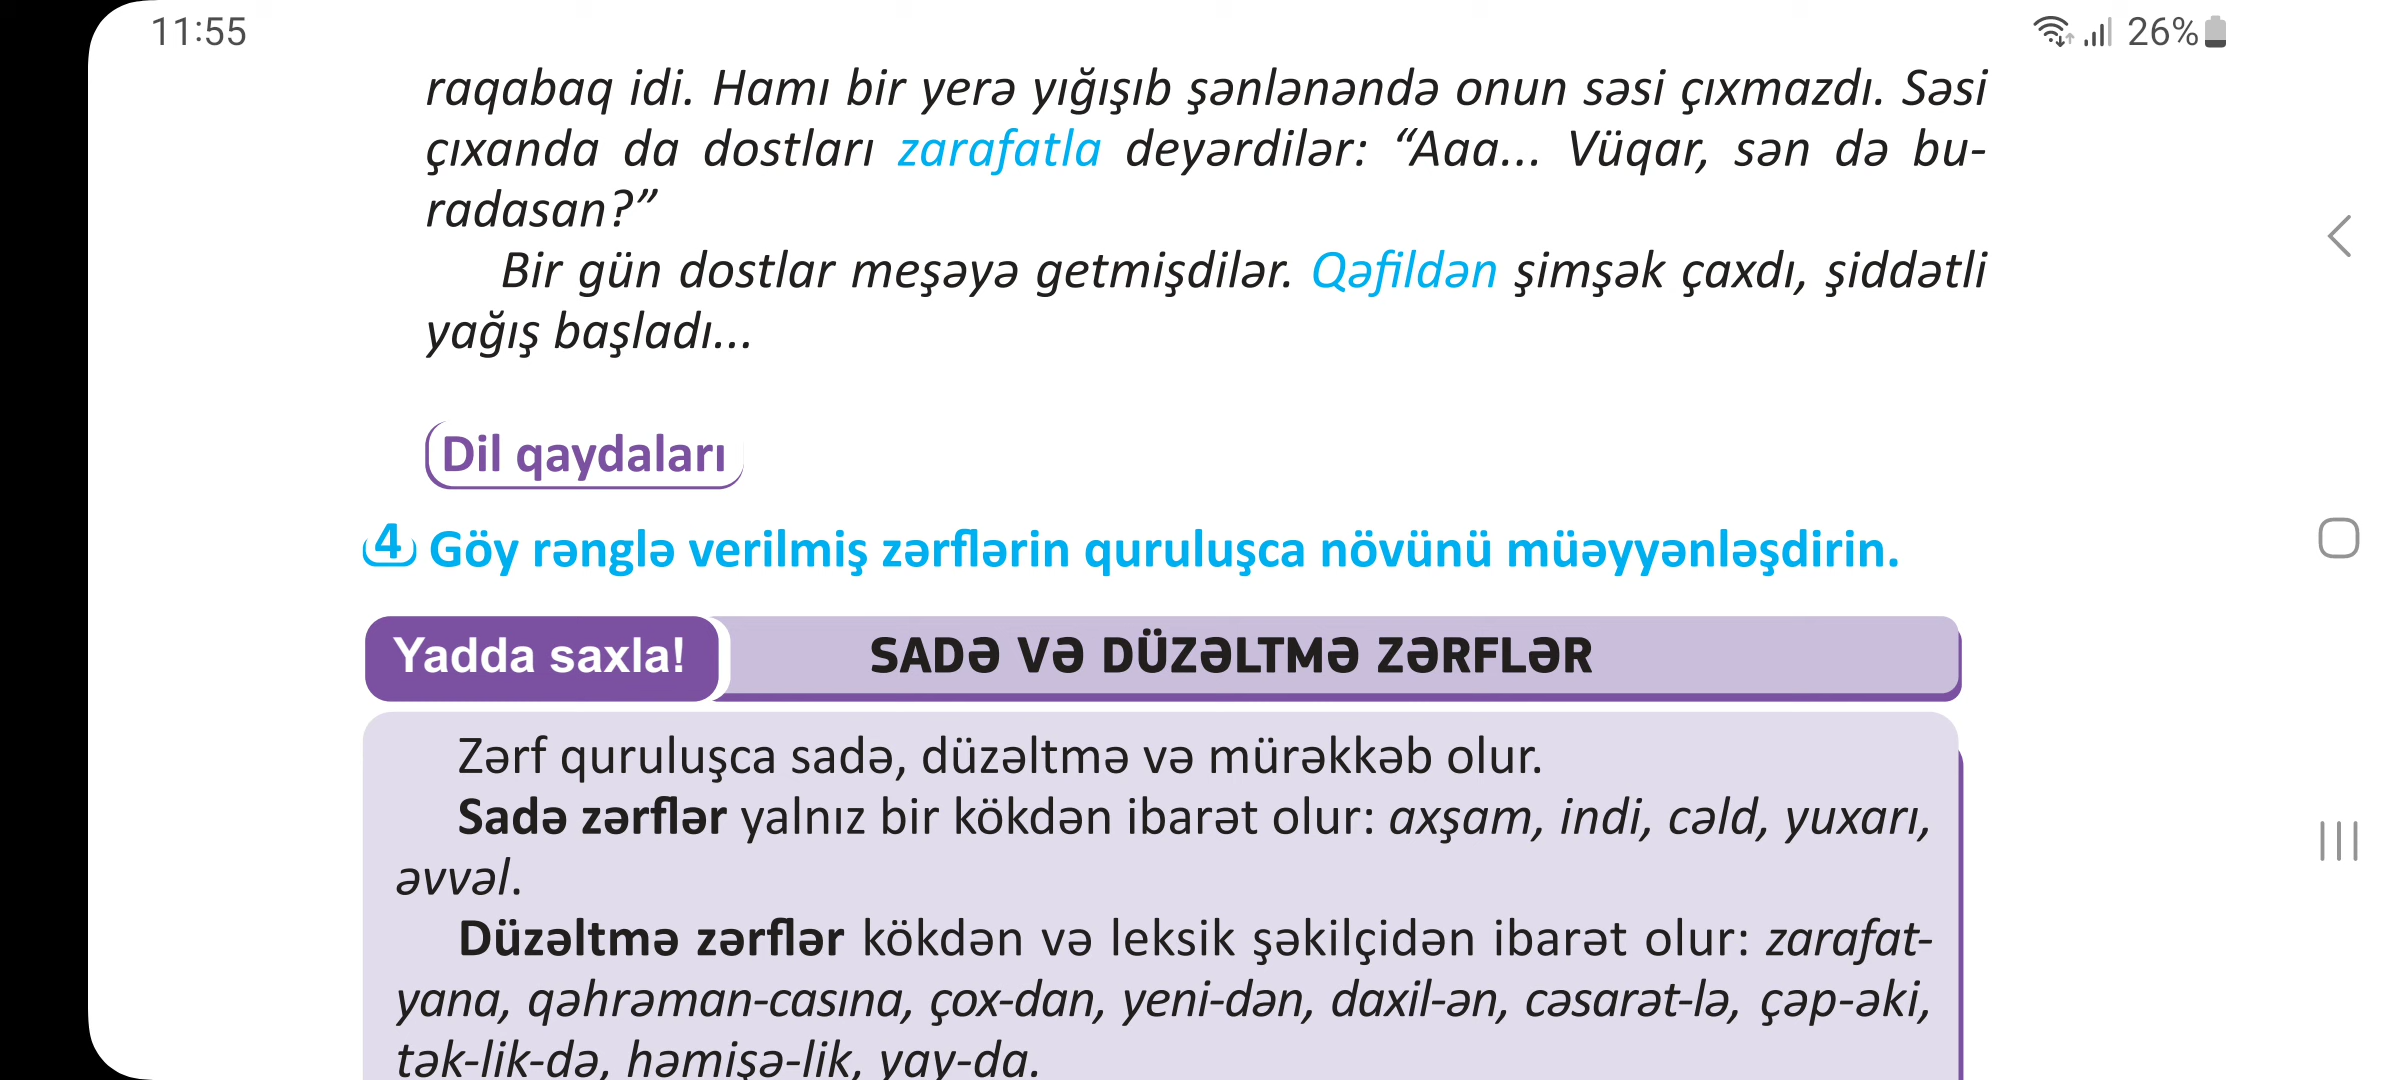 11:55
26%
raqabaq idi. Hamı bir yerə yığışıb şənlənəndə onun səsi çıxmazdı. Səsi
çıxanda da dostları zarafatla deyərdilər: “Aaa... Vüqar, sən də bu-
radasan?”
Bir gün dostlar meşəyə getmişdilər. Qəfildən şimşək çaxdı, şiddətli
yağış başladı...
Dil qaydaları
4 Göy rənglə verilmiş zərflərin quruluşca növünü müəyyənləşdirin.
Yadda saxla!
SADƏ VƏ DÜZƏLTMƏ ZƏRFLƏR
Zərf quruluşca sadə, düzəltmə və mürəkkəb olur.
Sadə zərflər yalnız bir kökdən ibarət olur: axşam, indi, cəld, yuxarı,
əvvəl.
Düzəltmə zərflər kökdən və leksik şəkilçidən ibarət olur: zarafat-
yana, qəhrəman-casına, çox-dan, yeni-dən, daxil-ən, cəsarət-lə, çəp-əki,
tək-lik-də, həmişə-lik, yay-da.